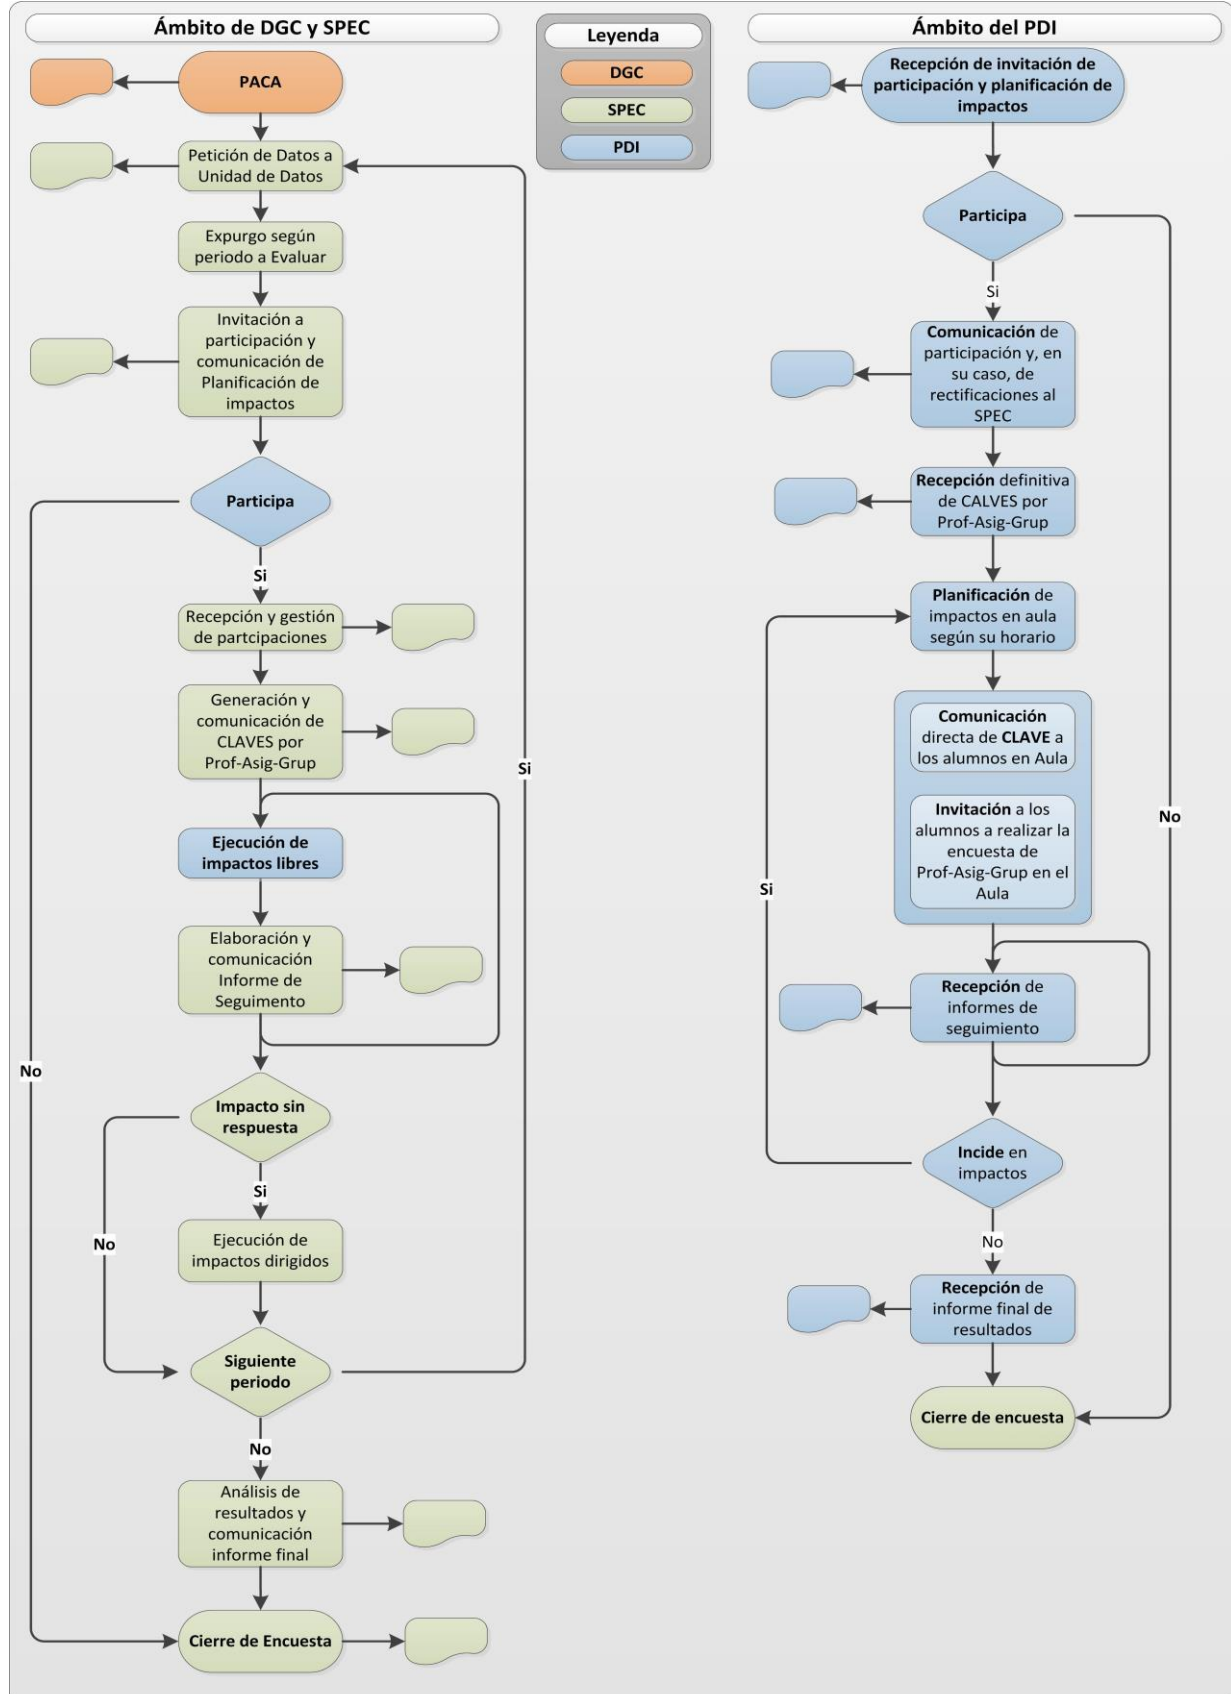 Ámbito de DGC y SPEC
PACA
Petición de Datos a
Unidad de Datos
Expurgo según
periodo a Evaluar
Invitación a
participación y
comunicación de
Planificación de
impactos
Participa
Si
No
Recepción y gestión
de partcipaciones
Generación y
comunicación de
CLAVES por
Prof-Asig-Grup
Ejecución de
impactos libres
Elaboración y
comunicación
Informe de
Seguimento
Impacto sin
respuesta
Si
No
Ejecución de
impactos dirigidos
Siguiente
periodo
Si
No
Análisis de
resultados y
comunicación
informe final
Cierre de Encuesta
Leyenda
DGC
SPEC
PDI
Ámbito del PDI
Recepción de invitación de
participación y planificación de
impactos
Participa
Si
No
Comunicación de
participación y, en
su caso, de
rectificaciones al
SPEC
Recepción definitiva
de CALVES por
Prof-Asig-Grup
Planificación de
impactos en aula
según su horario
Comunicación
directa de CLAVE a
los alumnos en Aula
Invitación a los
alumnos a realizar la
encuesta de
Prof-Asig-Grup en el
Aula
Recepción de
informes de
seguimiento
Incide en
impactos
Si
No
Recepción de
informe final de
resultados
Cierre de encuesta